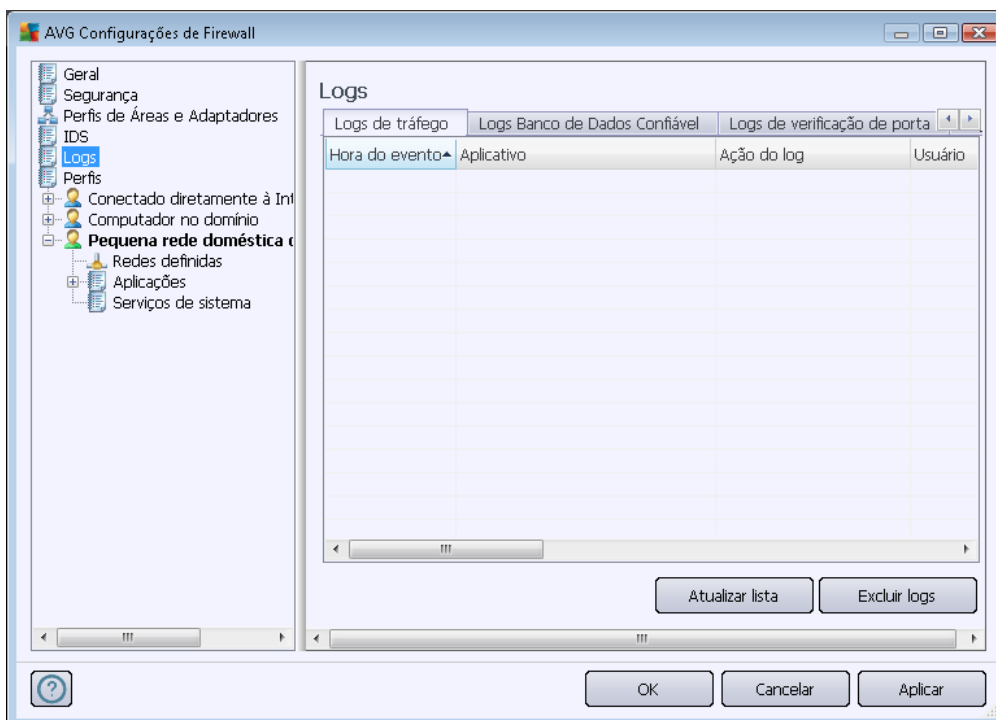 AVG Configurações de Firewall
Geral
Segurança
Perfis de Áreas e Adaptadores
IDS
Logs
Perfis
Conectado diretamente à Int
Computador no domínio
Pequena rede doméstica o
Redes definidas
Aplicações
Serviços de sistema
Logs
Logs de tráfego Logs Banco de Dados Confiável Logs de verificação de porta
Hora do evento Aplicativo Ação do log Usuário
Atualizar lista Excluir logs
OK Cancelar Aplicar